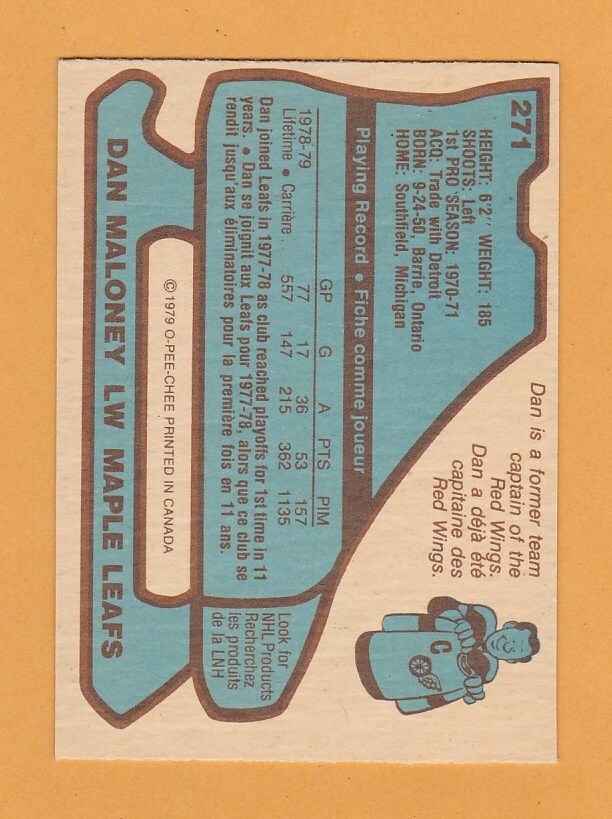 271
HEIGHT: 6'2" WEIGHT: 185
SHOOTS: Left
1st PRO SEASON: 1970-71
ACQ: Trade with Detroit
BORN: 9-24-50, Barrie, Ontario
HOME: Southfield, Michigan
Dan is a former team
captain of the
Red Wings.
Dan a déjà été
capitaine des
Red Wings.
C
Playing Record • Fiche comme joueur
GP G A PTS PIM
1978-79 77 17 36 53 157
Lifetime • Carrière... 557 147 215 362 1135
Dan joined Leafs in 1977-78 as club reached playoffs for 1st time in 11
years. • Dan se joignit aux Leafs pour 1977-78, alors que ce club se
rendit jusqu'aux éliminatoires pour la première fois en 11 ans.
Look for
NHL Products
Recherchez
les produits
de la LNH
© 1979 O-PEE-CHEE PRINTED IN CANADA
DAN MALONEY LW MAPLE LEAFS